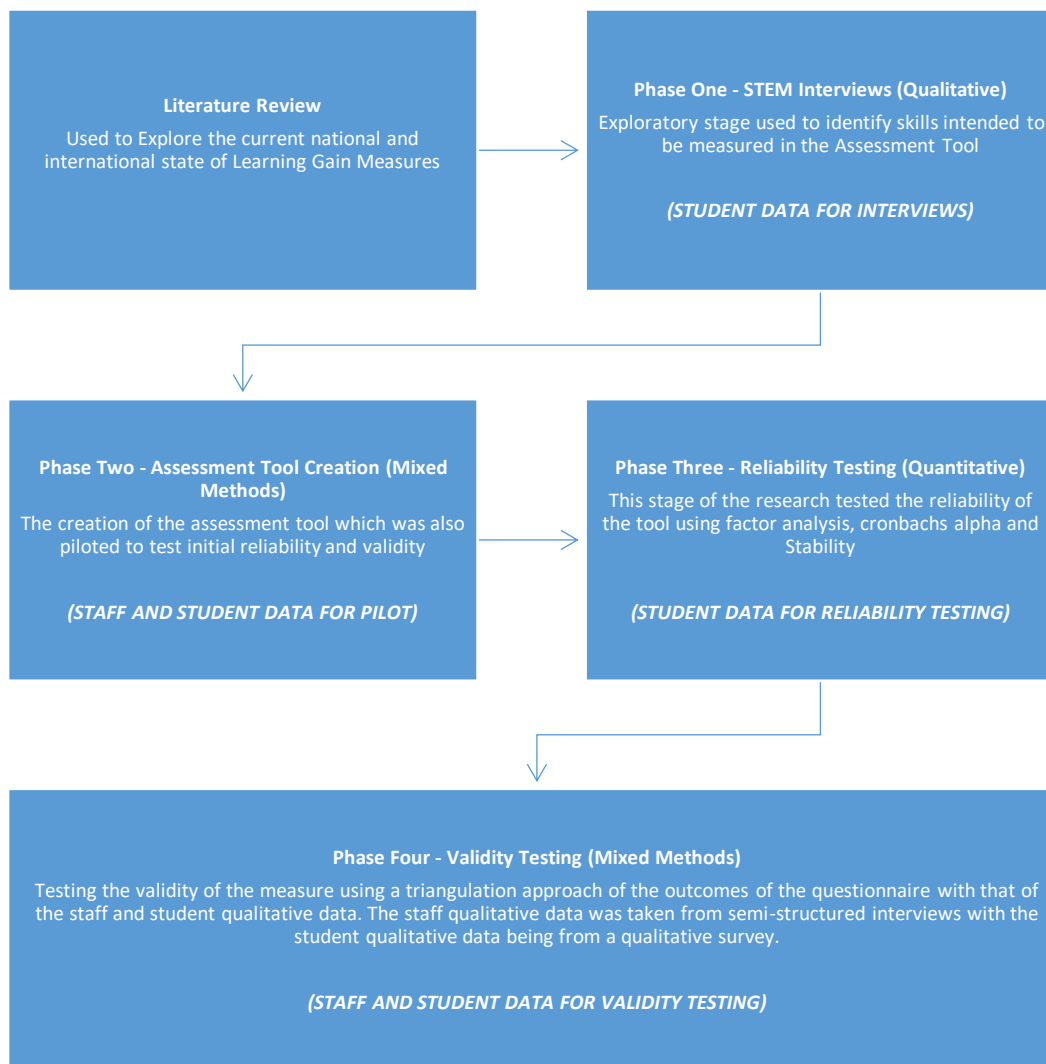 Literature Review
Used to Explore the current national and
international state of Learning Gain Measures
Phase One - STEM Interviews (Qualitative)
Exploratory stage used to identify skills intended to
be measured in the Assessment Tool
(STUDENT DATA FOR INTERVIEWS)
Phase Two - Assessment Tool Creation (Mixed
Methods)
The creation of the assessment tool which was also
piloted to test initial reliability and validity
(STAFF AND STUDENT DATA FOR PILOT)
Phase Three - Reliability Testing (Quantitative)
This stage of the research tested the reliability of
the tool using factor analysis, cronbachs alpha and
Stability
(STUDENT DATA FOR RELIABILITY TESTING)
Phase Four - Validity Testing (Mixed Methods)
Testing the validity of the measure using a triangulation approach of the outcomes of the questionnaire with that of
the staff and student qualitative data. The staff qualitative data was taken from semi-structured interviews with the
student qualitative data being from a qualitative survey.
(STAFF AND STUDENT DATA FOR VALIDITY TESTING)